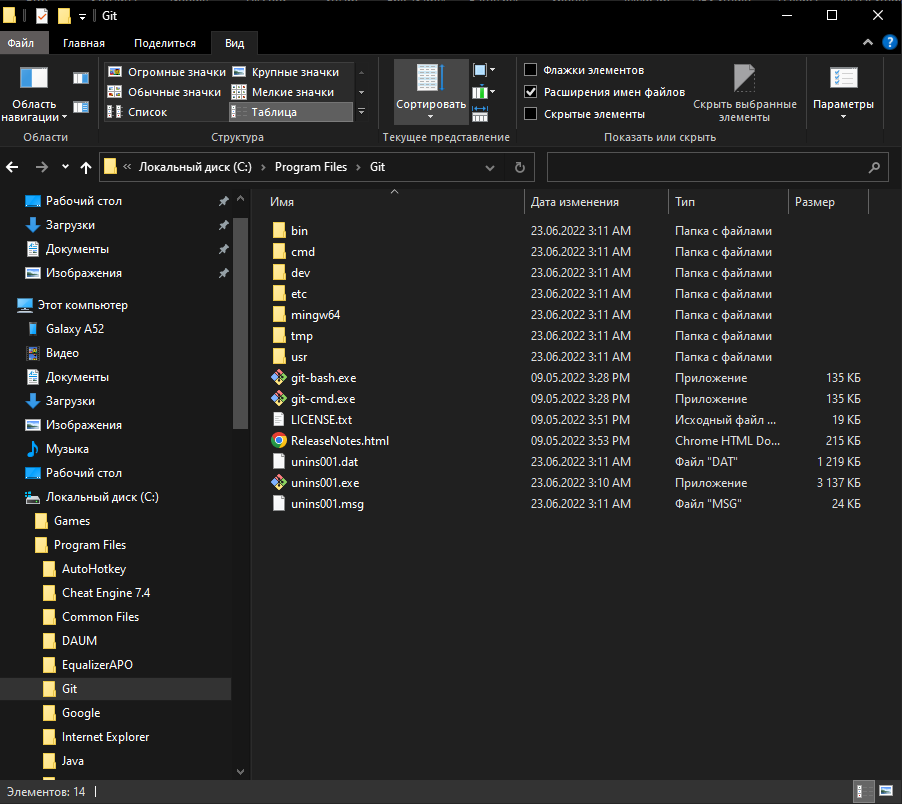 Git
Файл Главная Поделиться Вид
Область навигации
Области
Огромные значки Крупные значки
Обычные значки Мелкие значки
Список Таблица
Структура
Сортировать
Текущее представление
Флажки элементов
Расширения имен файлов
Скрытые элементы
Скрыть выбранные элементы
Показать или скрыть
Параметры
« Локальный диск (C:) › Program Files › Git
Рабочий стол
Загрузки
Документы
Изображения
Этот компьютер
Galaxy A52
Видео
Документы
Загрузки
Изображения
Музыка
Рабочий стол
Локальный диск (C:)
Games
Program Files
AutoHotkey
Cheat Engine 7.4
Common Files
DAUM
EqualizerAPO
Git
Google
Internet Explorer
Java
Имя Дата изменения Тип Размер
bin 23.06.2022 3:11 AM Папка с файлами
cmd 23.06.2022 3:11 AM Папка с файлами
dev 23.06.2022 3:11 AM Папка с файлами
etc 23.06.2022 3:11 AM Папка с файлами
mingw64 23.06.2022 3:11 AM Папка с файлами
tmp 23.06.2022 3:11 AM Папка с файлами
usr 23.06.2022 3:11 AM Папка с файлами
git-bash.exe 09.05.2022 3:28 PM Приложение 135 КБ
git-cmd.exe 09.05.2022 3:28 PM Приложение 135 КБ
LICENSE.txt 09.05.2022 3:51 PM Исходный файл ... 19 КБ
ReleaseNotes.html 09.05.2022 3:53 PM Chrome HTML Do... 215 КБ
unins001.dat 23.06.2022 3:11 AM Файл "DAT" 1 219 КБ
unins001.exe 23.06.2022 3:10 AM Приложение 3 137 КБ
unins001.msg 23.06.2022 3:11 AM Файл "MSG" 24 КБ
Элементов: 14